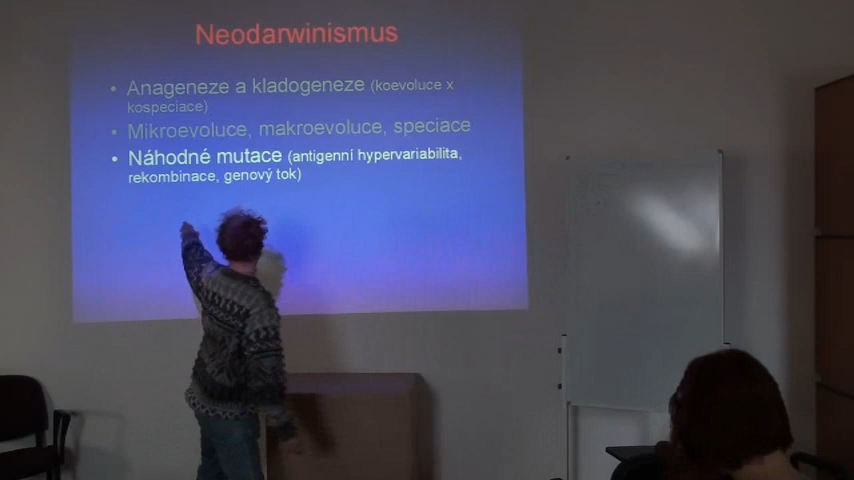 Neodarwinismus
• Anageneze a kladogeneze (koevoluce x
kospeciace)
• Mikroevoluce, makroevoluce, speciace
• Náhodné mutace (antigenní hypervariabilita,
rekombinace, genový tok)